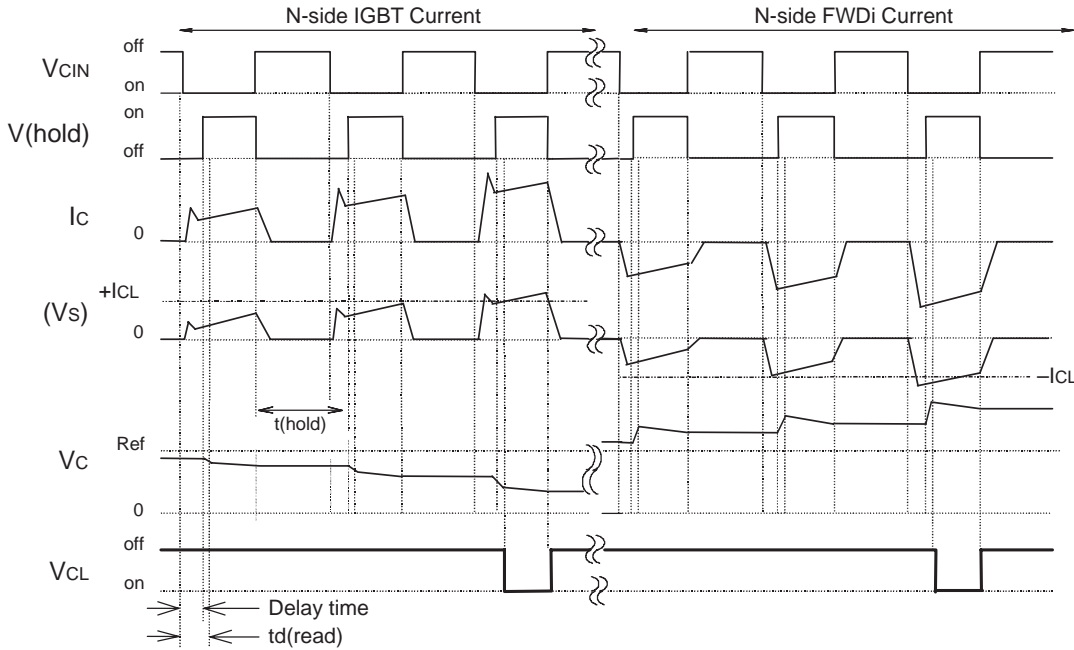 N-side IGBT Current
N-side FWDi Current
VCIN
off
on
V(hold)
on
off
IC
0
+ICL
(VS)
0
–ICL
t(hold)
Ref
VC
0
off
VCL
on
Delay time
td(read)